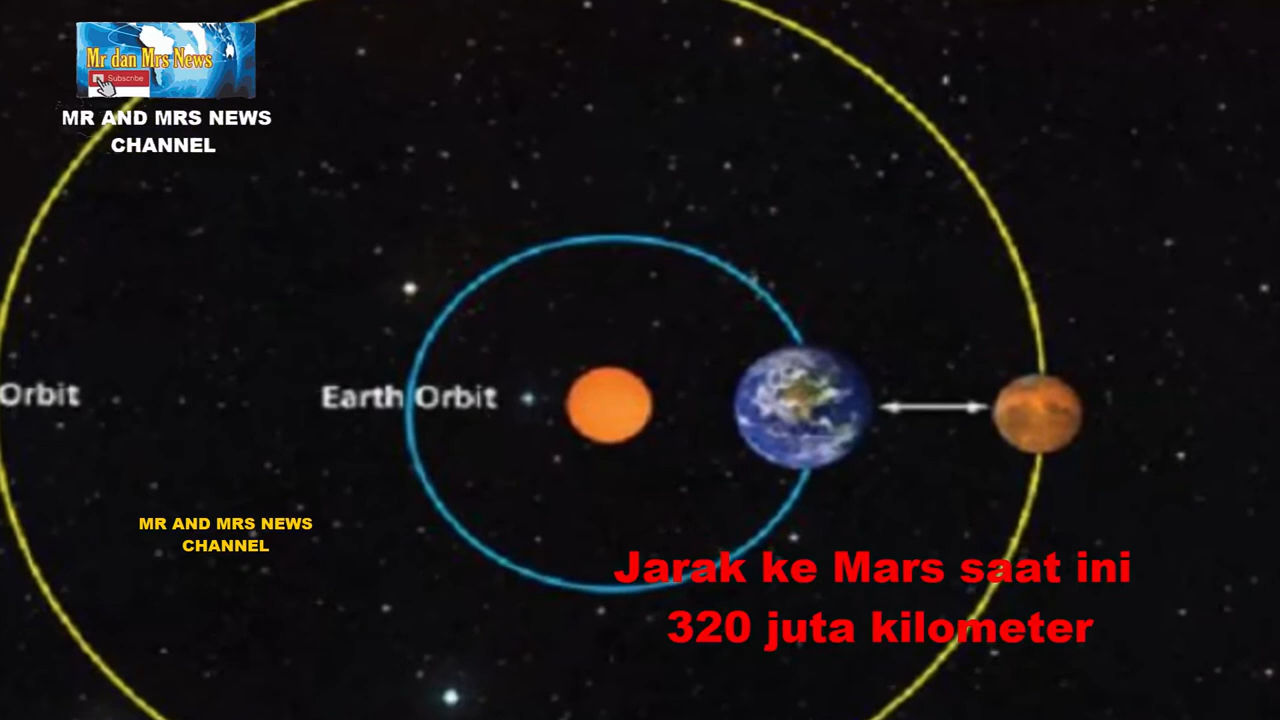 Mr dan Mrs News
Subscribe
MR AND MRS NEWS
CHANNEL
Orbit
Earth Orbit
MR AND MRS NEWS
CHANNEL
Jarak ke Mars saat ini
320 juta kilometer